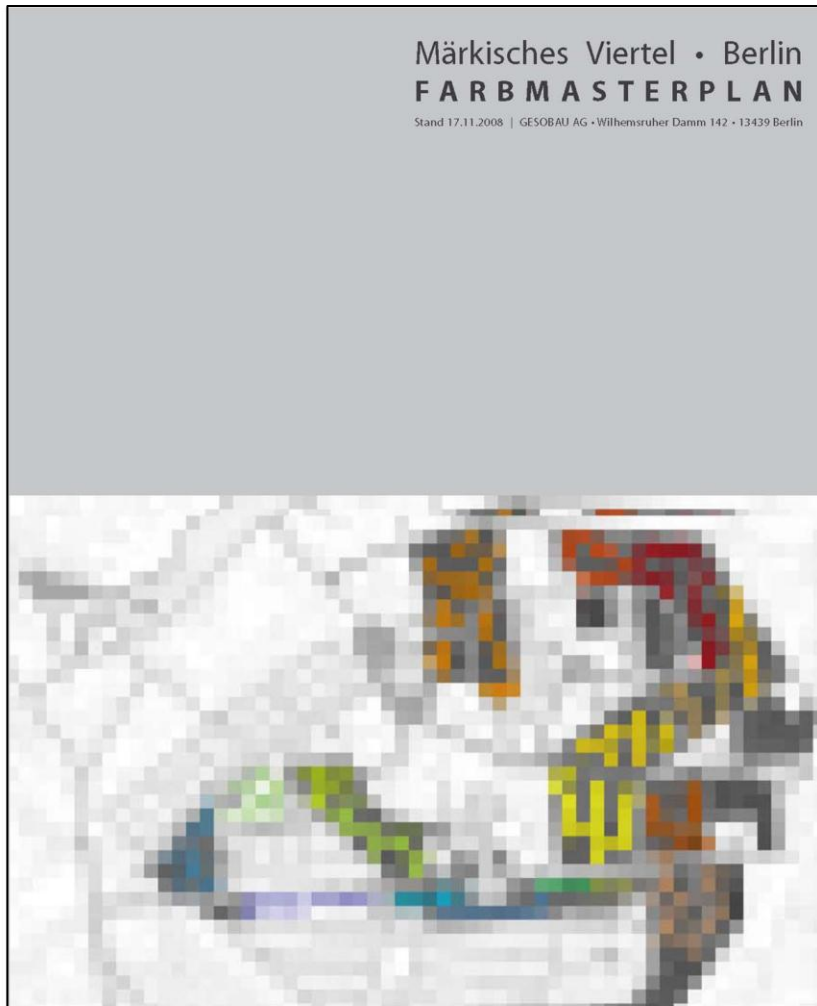 Märkisches Viertel • Berlin
FARBMASTERPLAN
Stand 17.11.2008 | GESOBAU AG • Wilhemsruher Damm 142 • 13439 Berlin